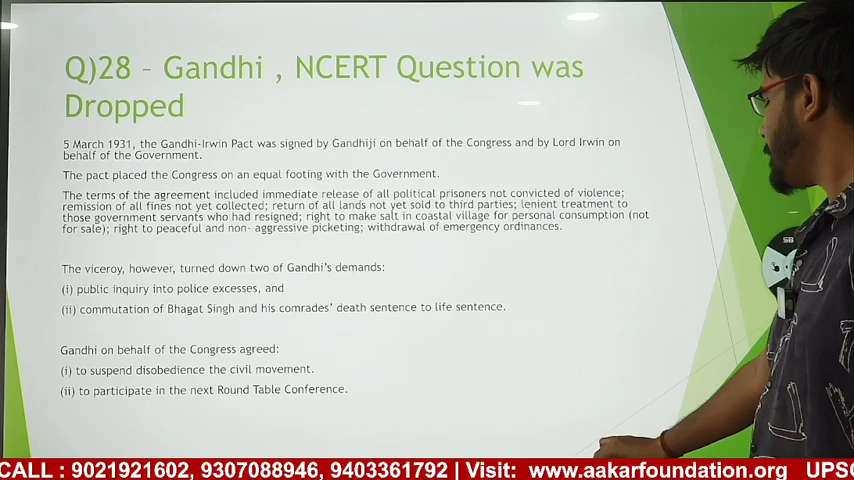 Q)28 – Gandhi , NCERT Question was
Dropped
5 March 1931, the Gandhi-Irwin Pact was signed by Gandhiji on behalf of the Congress and by Lord Irwin on
behalf of the Government.
The pact placed the Congress on an equal footing with the Government.
The terms of the agreement included immediate release of all political prisoners not convicted of violence;
remission of all fines not yet collected; return of all lands not yet sold to third parties; lenient treatment to
those government servants who had resigned; right to make salt in coastal village for personal consumption (not
for sale); right to peaceful and non- aggressive picketing; withdrawal of emergency ordinances.
The viceroy, however, turned down two of Gandhi's demands:
(i) public inquiry into police excesses, and
(ii) commutation of Bhagat Singh and his comrades' death sentence to life sentence.
Gandhi on behalf of the Congress agreed:
(i) to suspend disobedience the civil movement.
(ii) to participate in the next Round Table Conference.
SB
CALL : 9021921602, 9307088946, 9403361792 | Visit: www.aakarfoundation.org UPSC